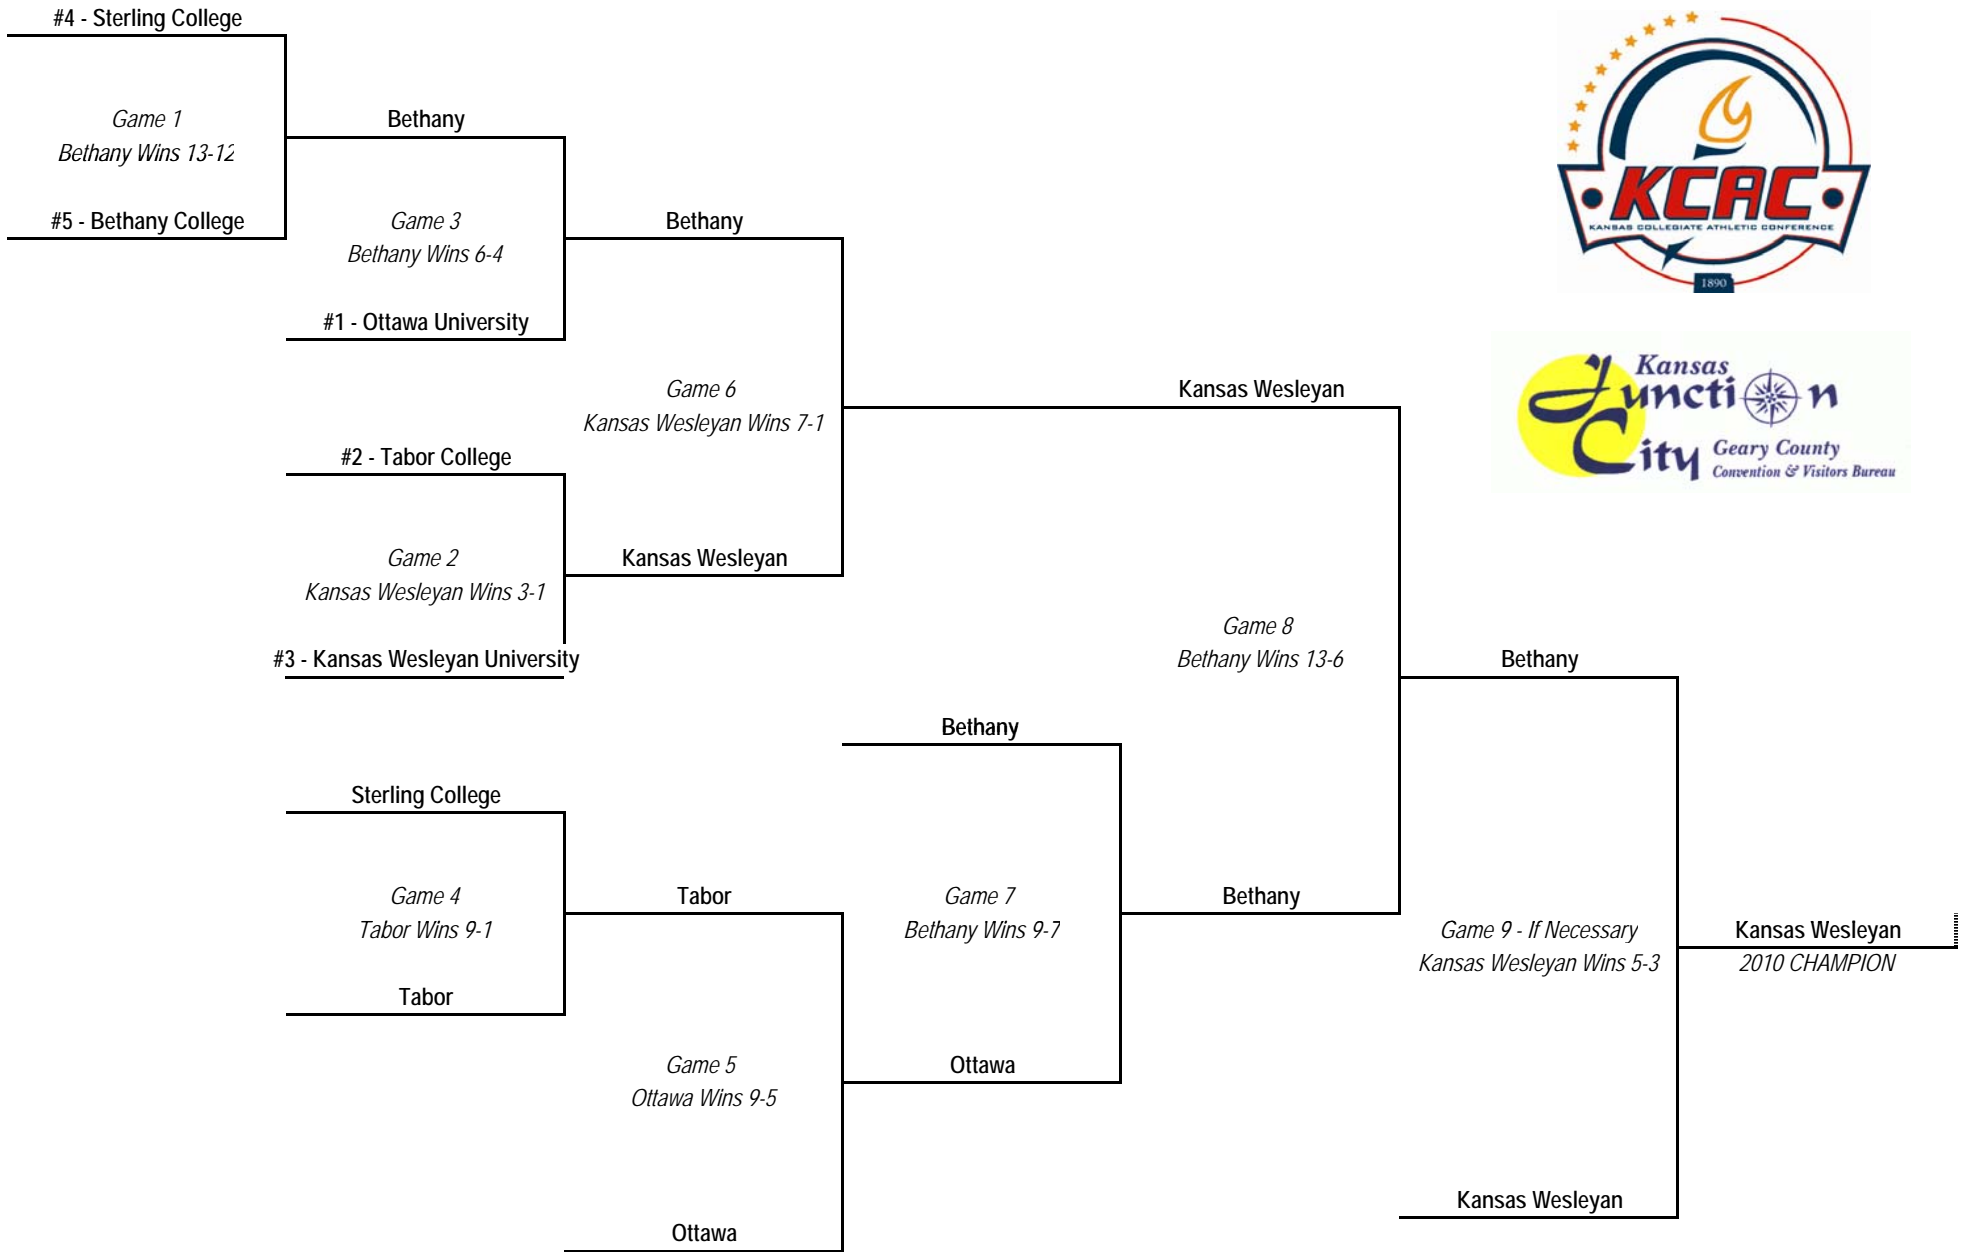 #4 - Sterling College
Game 1
Bethany Wins 13-12
#5 - Bethany College
Bethany
Game 3
Bethany Wins 6-4
#1 - Ottawa University
Bethany
Game 6
Kansas Wesleyan Wins 7-1
#2 - Tabor College
Game 2
Kansas Wesleyan Wins 3-1
#3 - Kansas Wesleyan University
Kansas Wesleyan
Kansas Wesleyan
Game 8
Bethany Wins 13-6
Bethany
Sterling College
Game 4
Tabor Wins 9-1
Tabor
Tabor
Game 5
Ottawa Wins 9-5
Ottawa
Bethany
Game 7
Bethany Wins 9-7
Ottawa
Bethany
Game 9 - If Necessary
Kansas Wesleyan Wins 5-3
Kansas Wesleyan
Kansas Wesleyan
2010 CHAMPION
KCAC
KANSAS COLLEGIATE ATHLETIC CONFERENCE
1890
Kansas
Junction
City
Geary County
Convention & Visitors Bureau